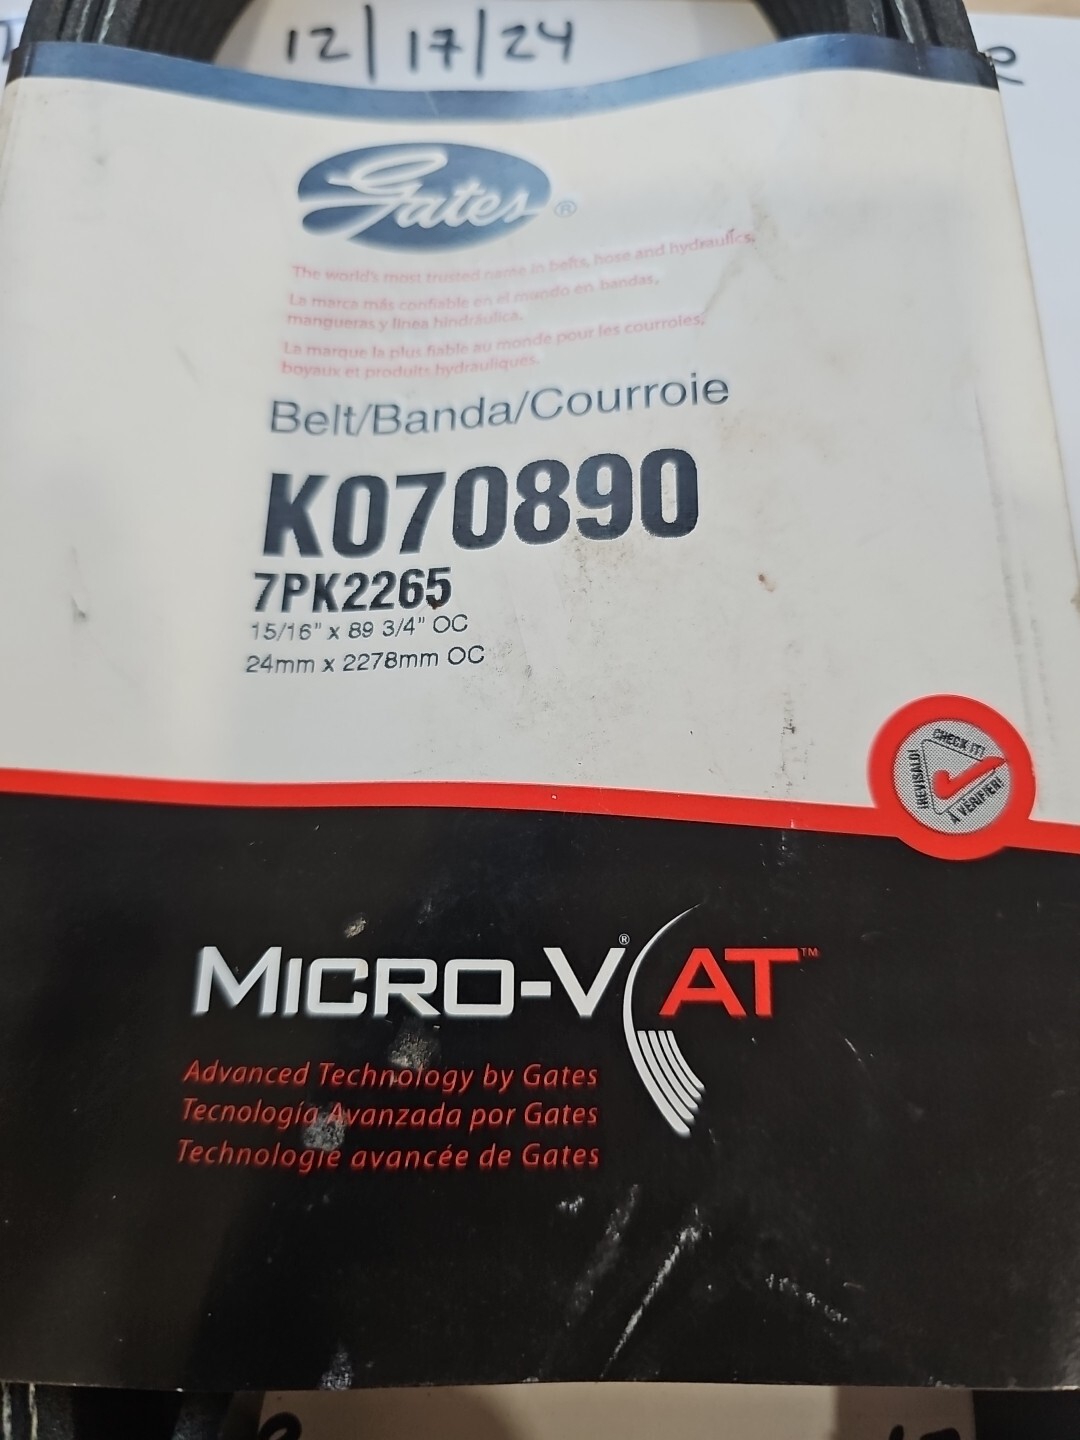 12/17/24
Gates®
The world's most trusted name in belts, hose and hydraulics.
La marca más confiable en el mundo en bandas,
mangueras y línea hindráulica.
La marque la plus fiable au monde pour les courroies,
boyaux et produits hydrauliques.
Belt/Banda/Courroie
K070890
7PK2265
15/16" x 89 3/4" OC
24mm x 2278mm OC
CHECK IT!
¡REVISALO!
À VÉRIFIER!
MICRO-V® AT™
Advanced Technology by Gates
Tecnología Avanzada por Gates
Technologie avancée de Gates